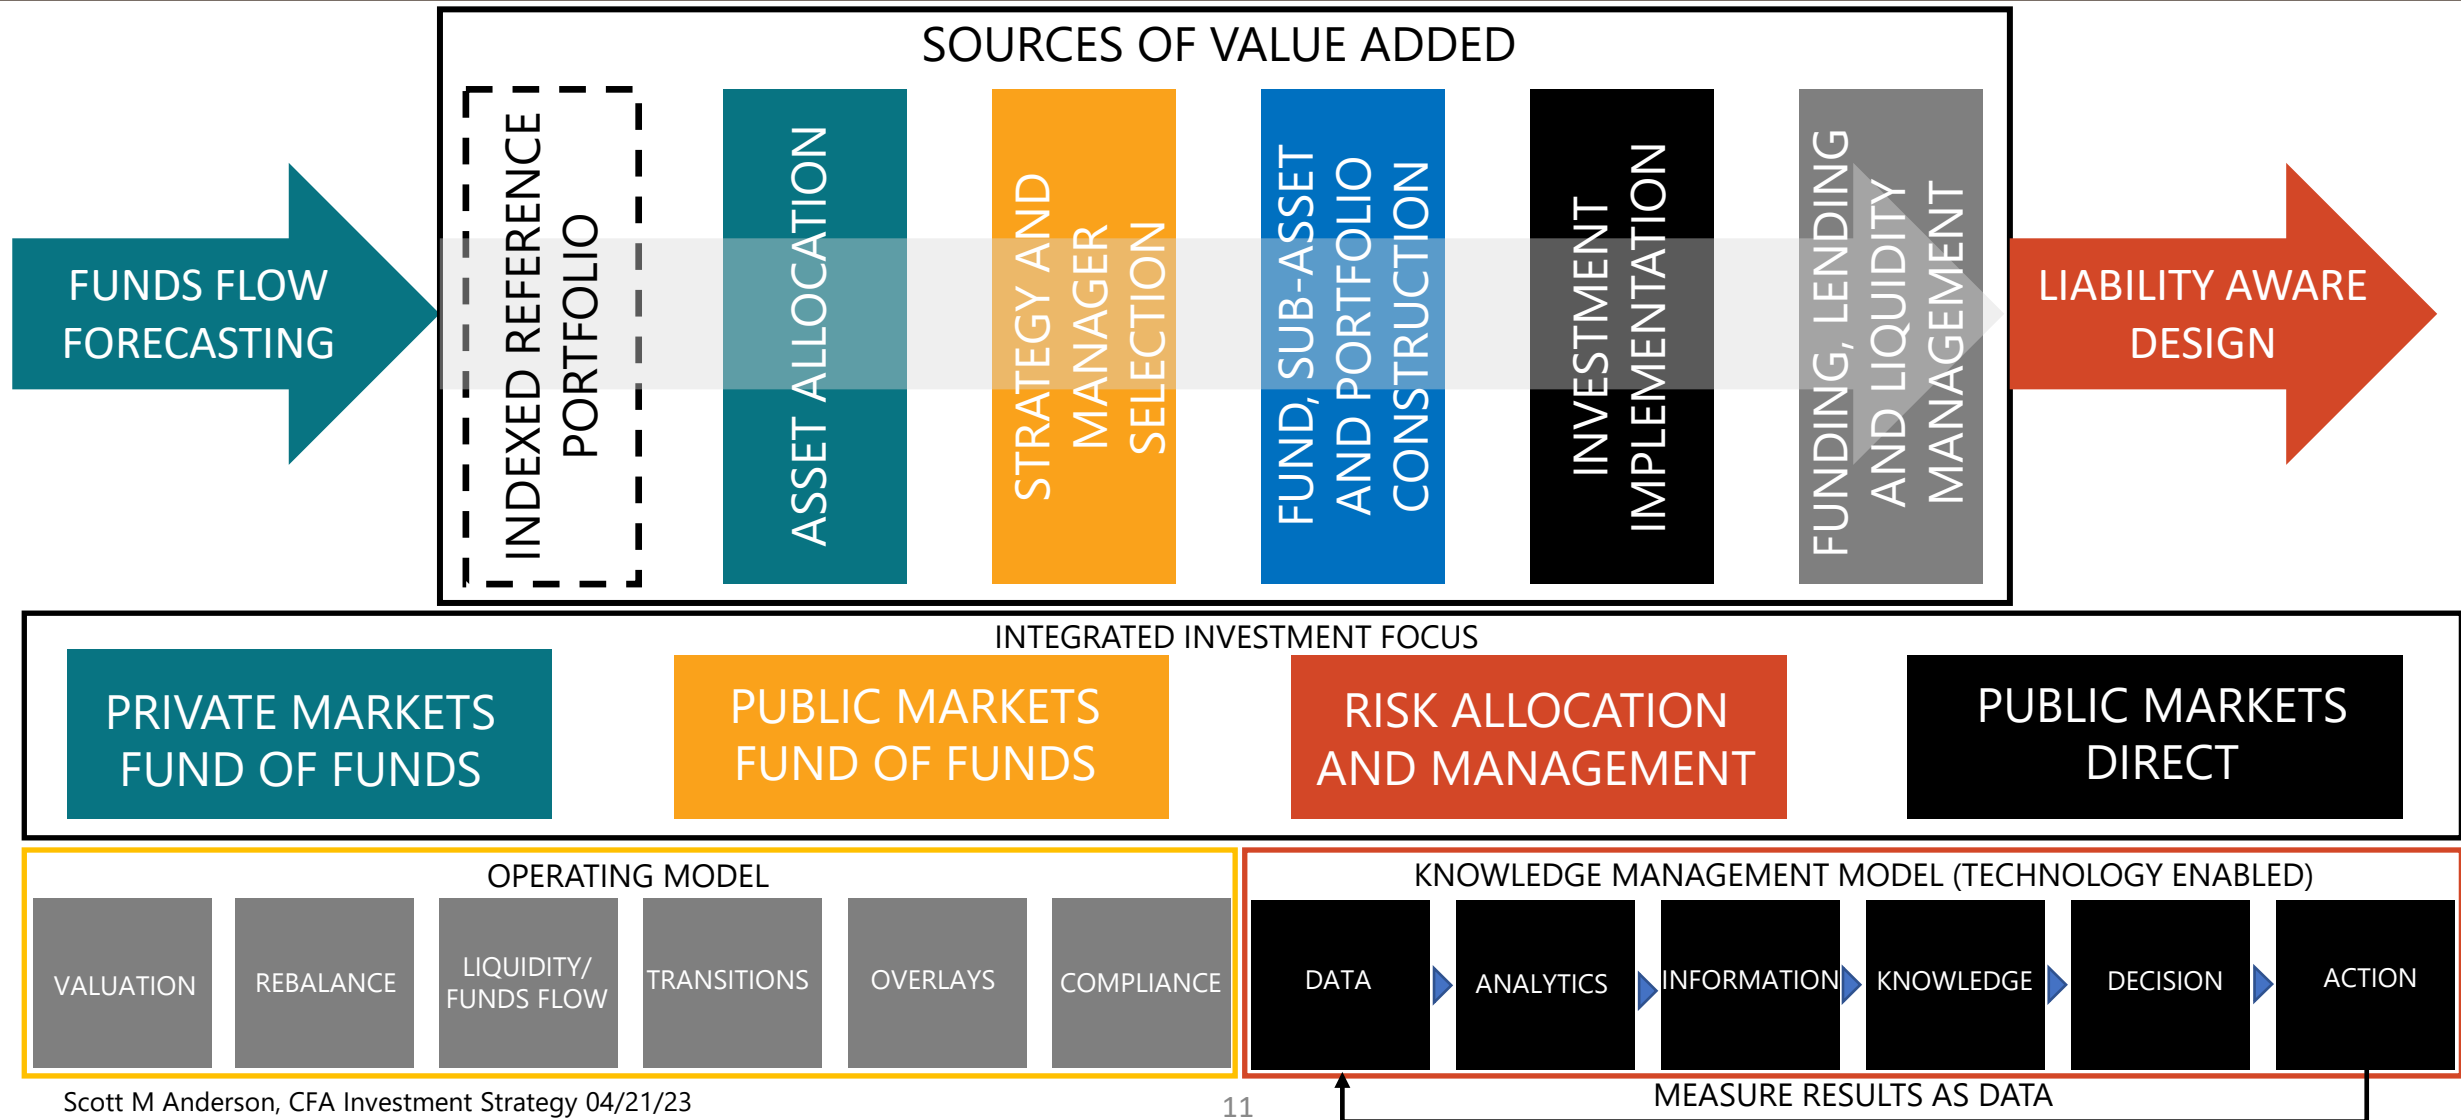 SOURCES OF VALUE ADDED
FUNDS FLOW
FORECASTING
INDEXED REFERENCE
PORTFOLIO
ASSET ALLOCATION
STRATEGY AND
MANAGER
SELECTION
FUND, SUB-ASSET
AND PORTFOLIO
CONSTRUCTION
INVESTMENT
IMPLEMENTATION
FUNDING, LENDING
AND LIQUIDITY
MANAGEMENT
LIABILITY AWARE
DESIGN
INTEGRATED INVESTMENT FOCUS
PRIVATE MARKETS
FUND OF FUNDS
PUBLIC MARKETS
FUND OF FUNDS
RISK ALLOCATION
AND MANAGEMENT
PUBLIC MARKETS
DIRECT
OPERATING MODEL
VALUATION
REBALANCE
LIQUIDITY/
FUNDS FLOW
TRANSITIONS
OVERLAYS
COMPLIANCE
KNOWLEDGE MANAGEMENT MODEL (TECHNOLOGY ENABLED)
DATA
ANALYTICS
INFORMATION
KNOWLEDGE
DECISION
ACTION
MEASURE RESULTS AS DATA
Scott M Anderson, CFA Investment Strategy 04/21/23
11